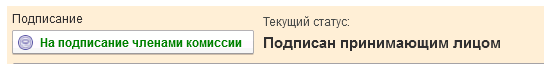 Подписание
На подписание членами комиссии
Текущий статус:
Подписан принимающим лицом